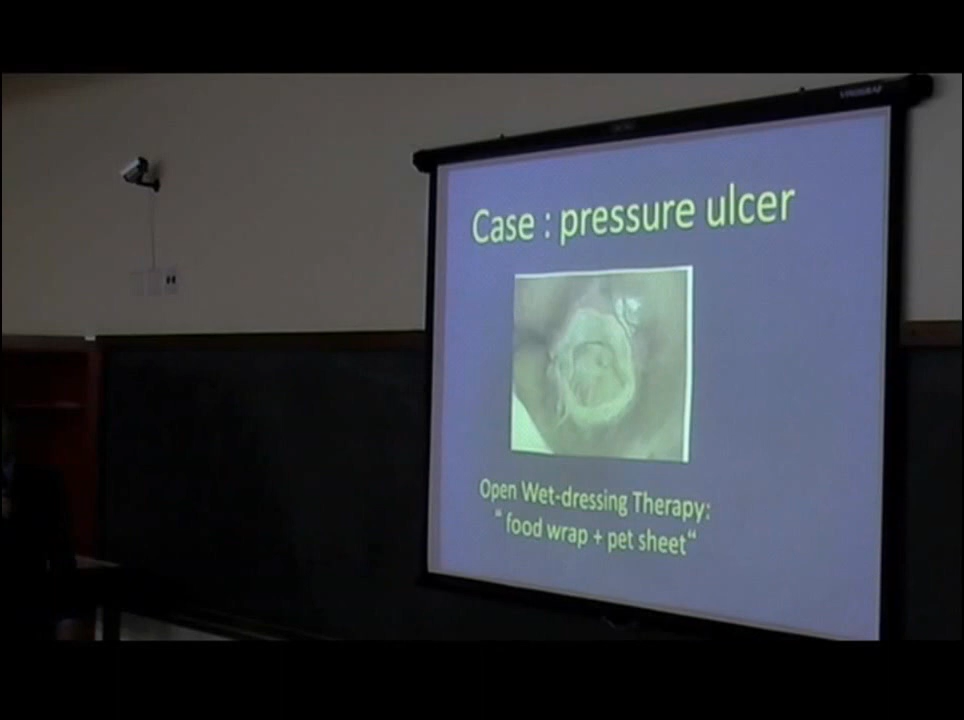 Case : pressure ulcer
Open Wet-dressing Therapy:
“ food wrap + pet sheet“